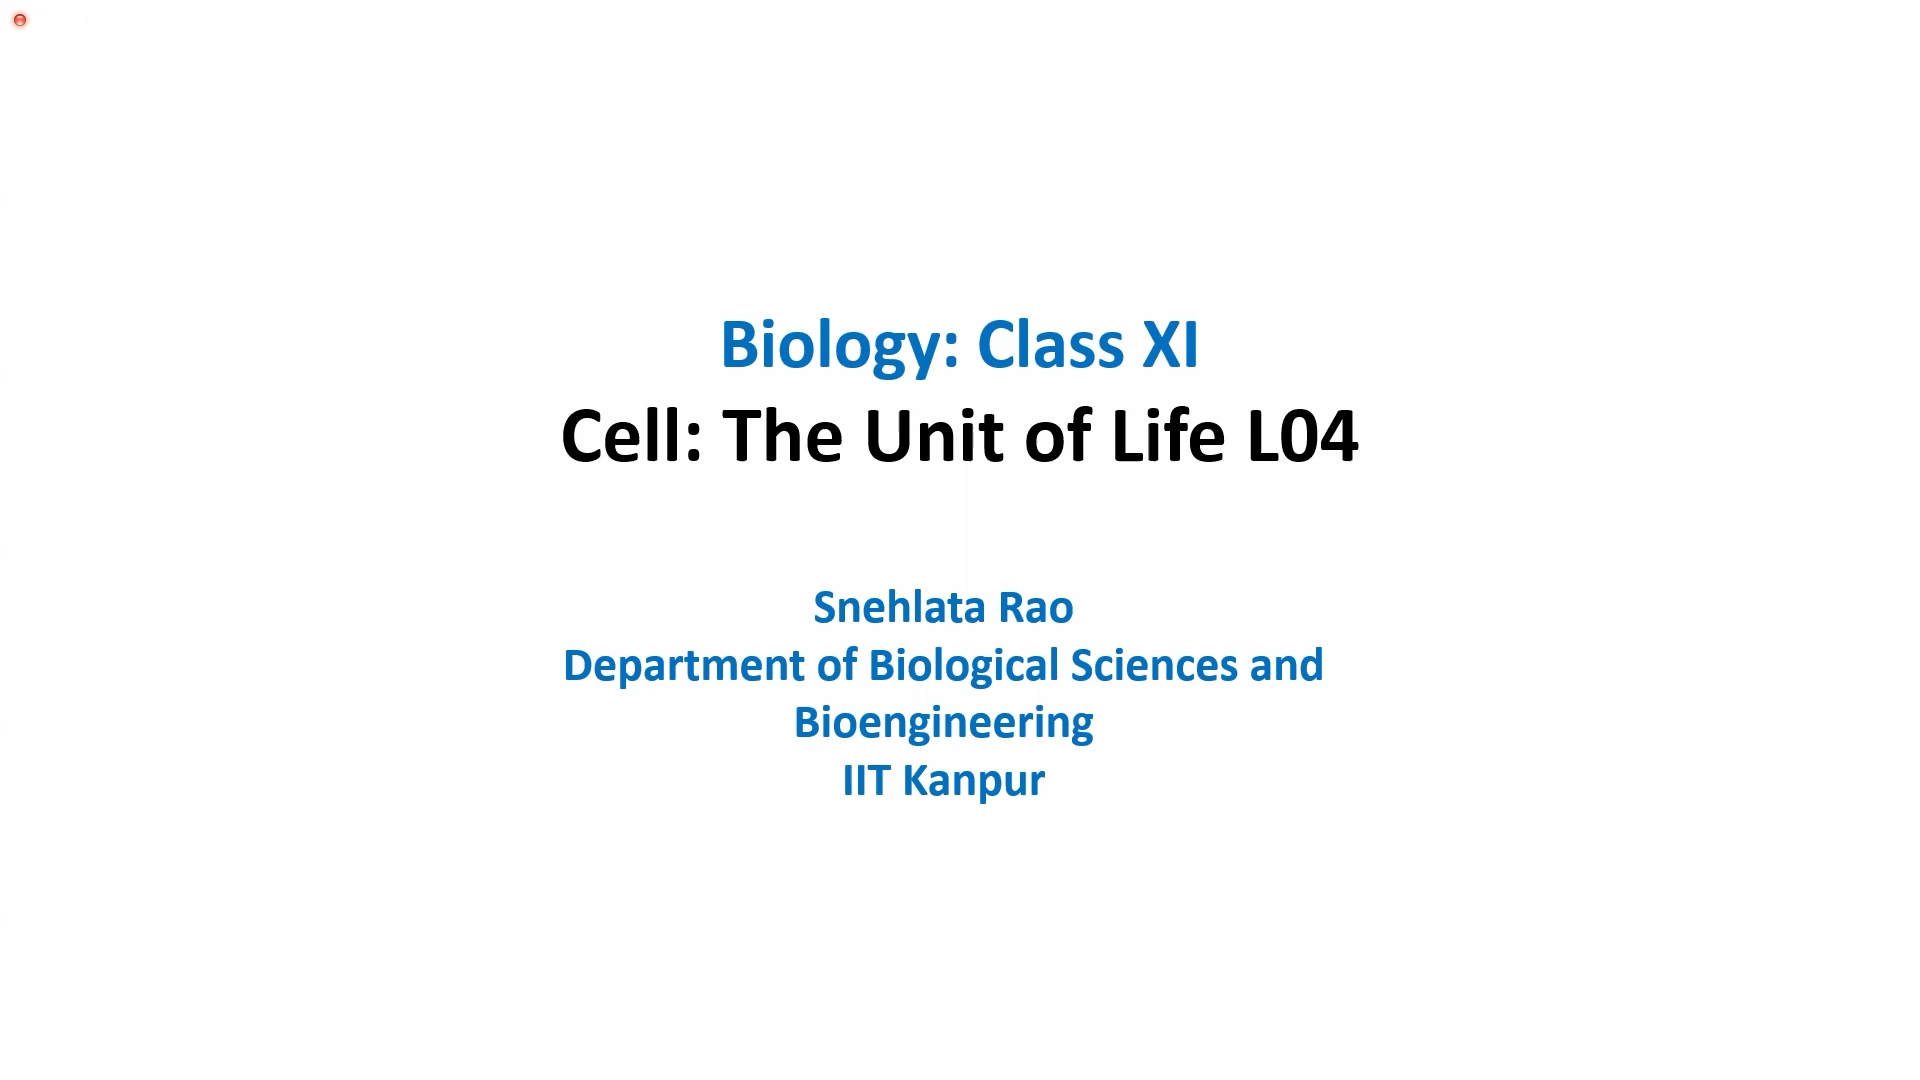 Biology: Class XI
Cell: The Unit of Life L04
Snehlata Rao
Department of Biological Sciences and
Bioengineering
IIT Kanpur